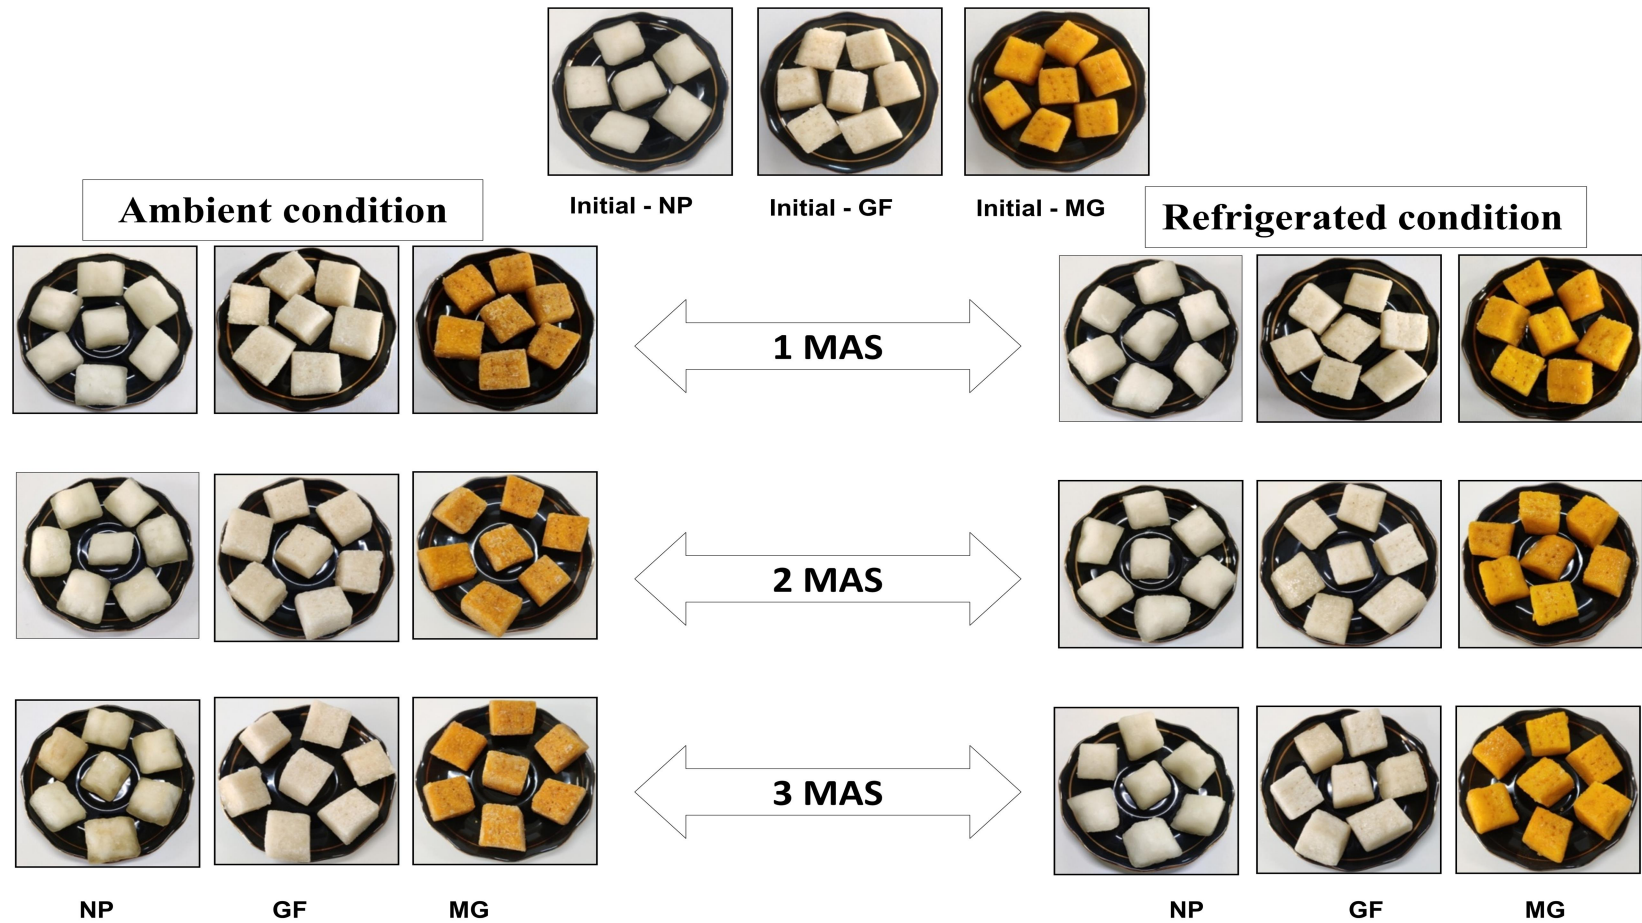 Initial - NP
Initial - GF
Initial - MG
Ambient condition
Refrigerated condition
1 MAS
2 MAS
3 MAS
NP
GF
MG
NP
GF
MG